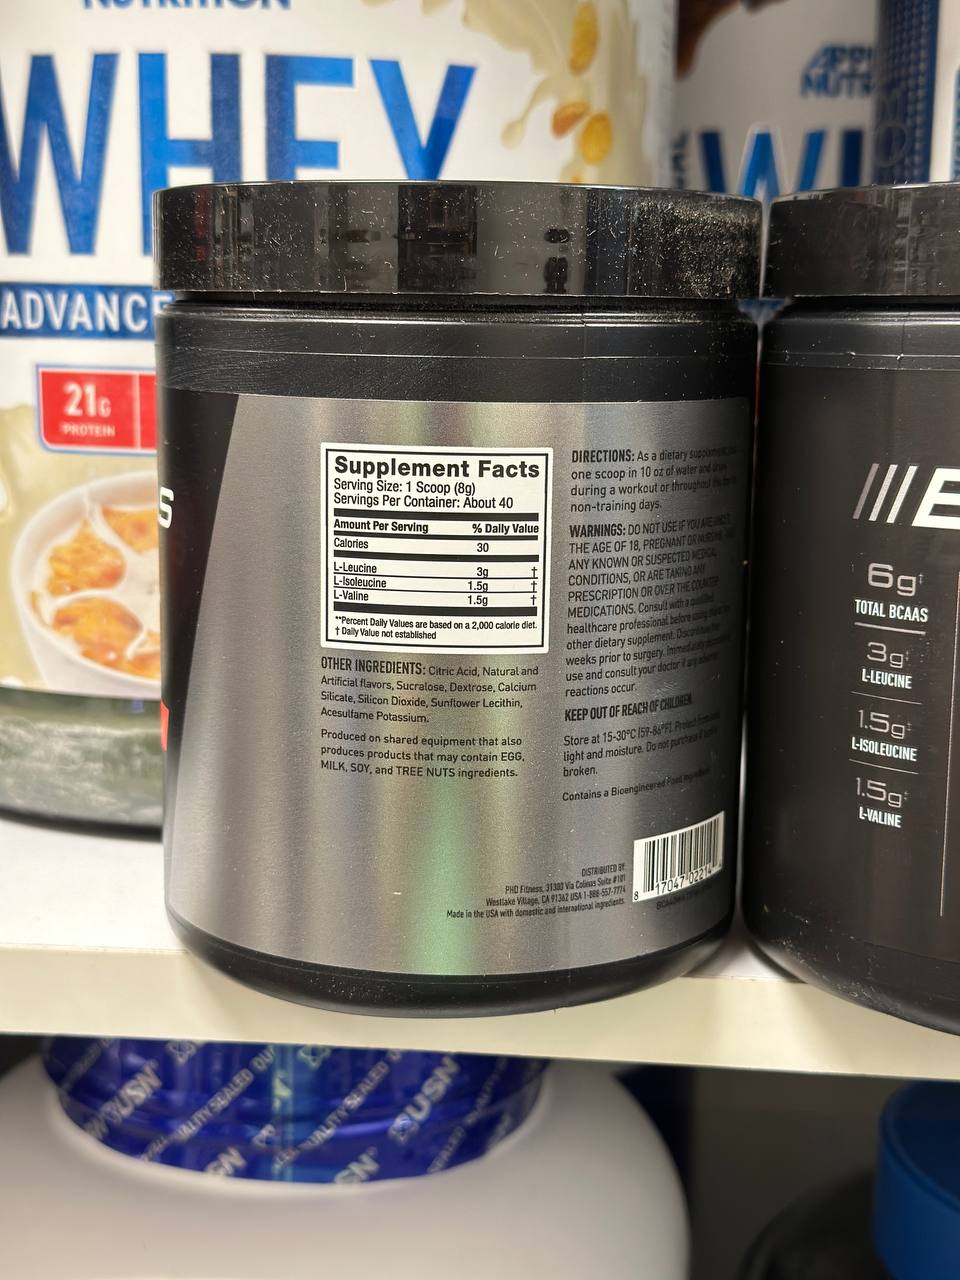 NUTRITION
WHEY
ADVANCE
21G
PROTEIN
Supplement Facts
Serving Size: 1 Scoop (8g)
Servings Per Container: About 40
Amount Per Serving % Daily Value
Calories 30
L-Leucine 3g †
L-Isoleucine 1.5g †
L-Valine 1.5g †
**Percent Daily Values are based on a 2,000 calorie diet.
† Daily Value not established
OTHER INGREDIENTS: Citric Acid, Natural and
Artificial flavors, Sucralose, Dextrose, Calcium
Silicate, Silicon Dioxide, Sunflower Lecithin,
Acesulfame Potassium.
Produced on shared equipment that also
produces products that may contain EGG,
MILK, SOY, and TREE NUTS ingredients.
DIRECTIONS: As a dietary
one scoop in 10 oz of water and
during a workout or throughout
non-training days.
WARNINGS: DO NOT USE IF YOU ARE
THE AGE OF 18, PREGNANT OR
ANY KNOWN OR SUSPECTED MEDICAL
CONDITIONS, OR ARE TAKING ANY
PRESCRIPTION OR OVER THE COUNTER
MEDICATIONS. Consult with a qualified
healthcare professional before
other dietary supplement.
weeks prior to surgery. Immediately
use and consult your doctor if any
reactions occur.
KEEP OUT OF REACH OF CHILDREN.
Store at 15-30°C (59-86°F). Protect
light and moisture. Do not purchase if
broken.
Contains a Bioengineered Food
DISTRIBUTED BY:
PHD Fitness, 31300 Via Colinas Suite #101
Westlake Village, CA 91362 USA 1-888-557-7774
Made in the USA with domestic and international ingredients.
8 17047 02214
6g‡
TOTAL BCAAS
3g‡
L-LEUCINE
1.5g‡
L-ISOLEUCINE
1.5g‡
L-VALINE
USN
QUALITY SEALED
USN